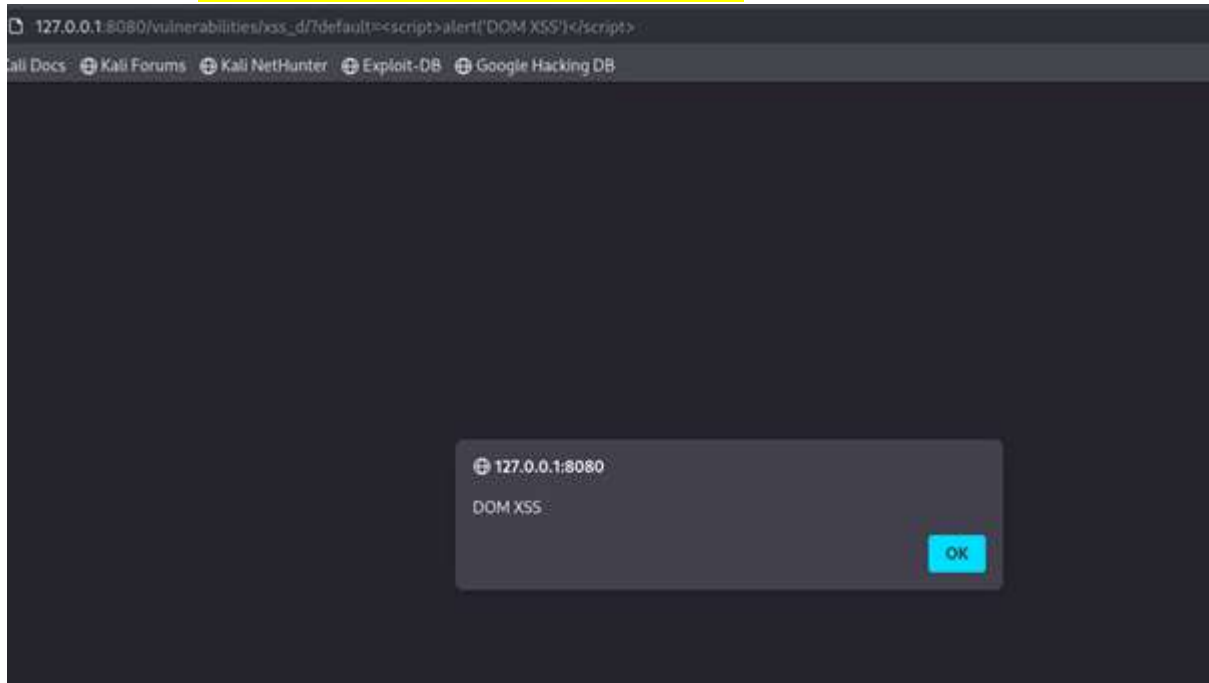 127.0.0.1:8080/vulnerabilities/xss_d/?default=<script>alert('DOM XSS')</script>
Kali Docs Kali Forums Kali NetHunter Exploit-DB Google Hacking DB
127.0.0.1:8080
DOM XSS
OK